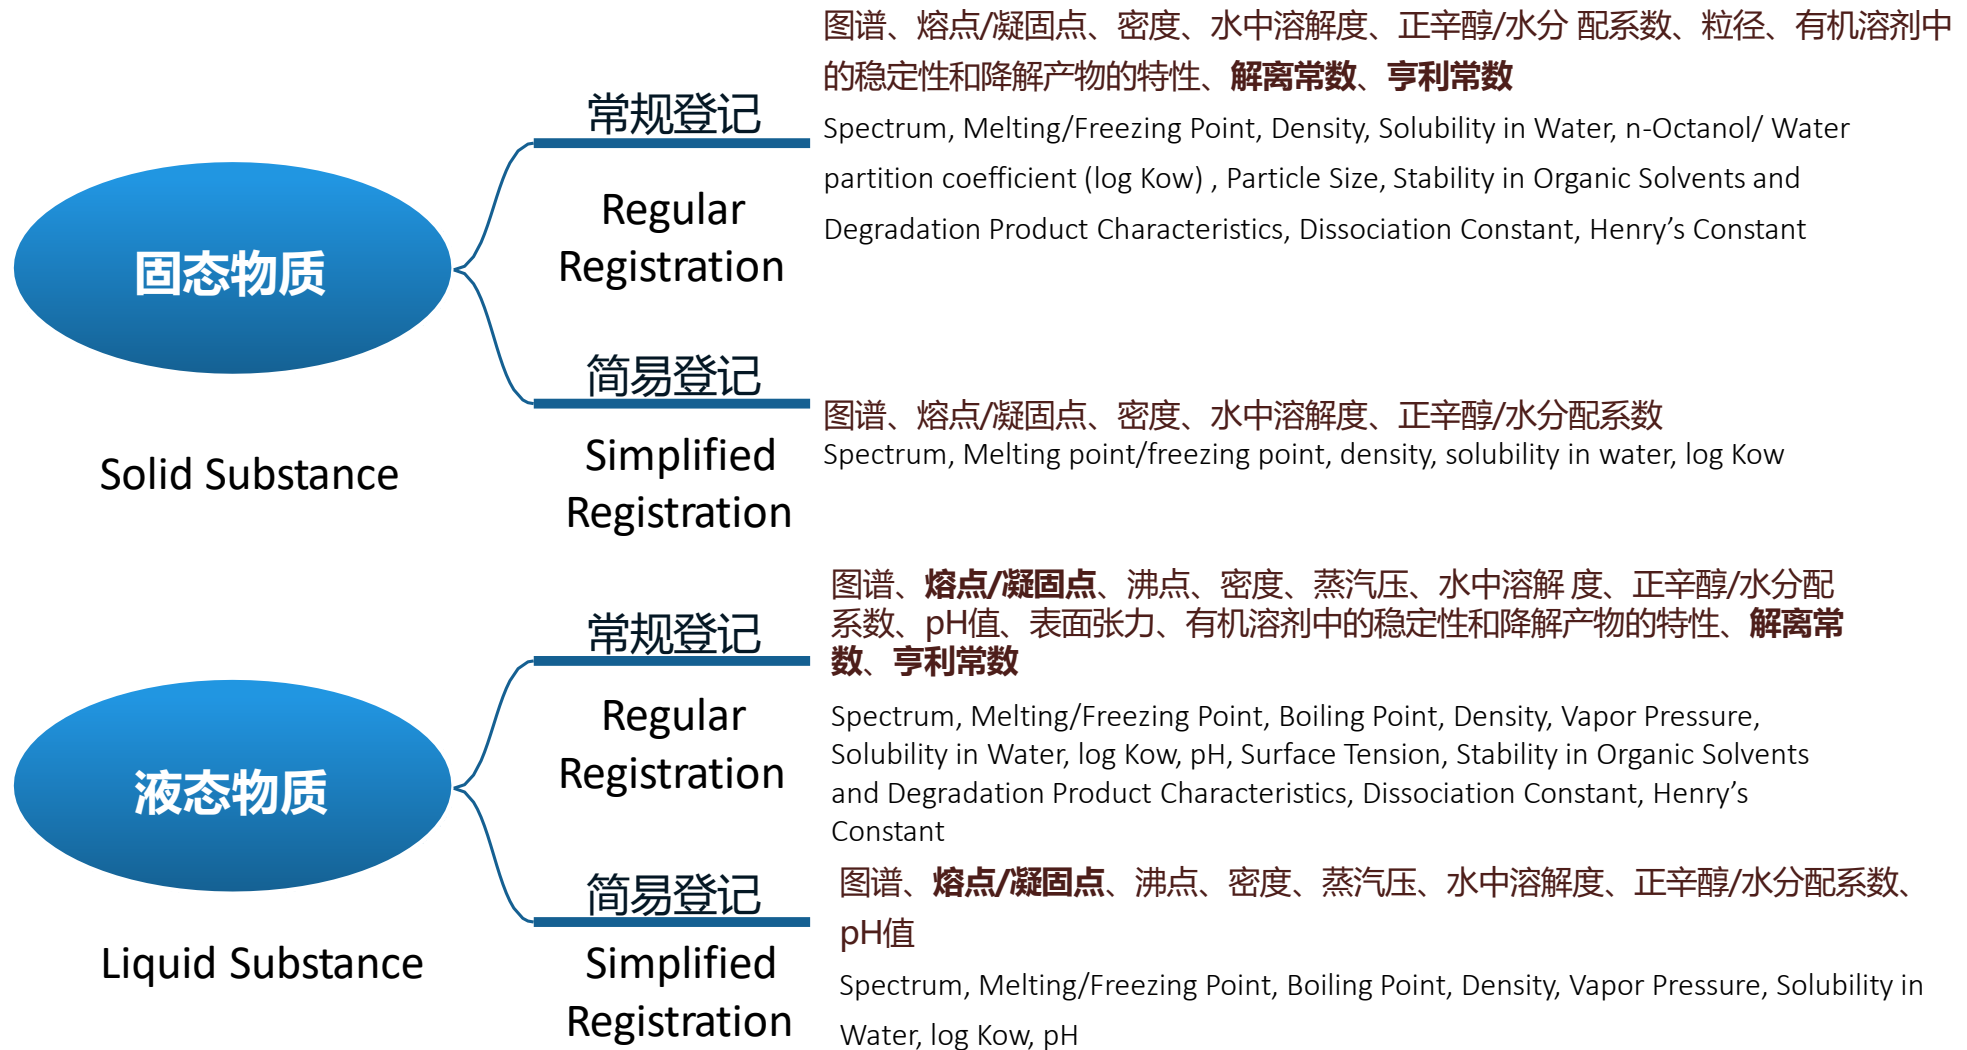 图谱、熔点/凝固点、密度、水中溶解度、正辛醇/水分 配系数、粒径、有机溶剂中
的稳定性和降解产物的特性、解离常数、亨利常数
常规登记
Spectrum, Melting/Freezing Point, Density, Solubility in Water, n-Octanol/ Water
partition coefficient (log Kow) , Particle Size, Stability in Organic Solvents and
Degradation Product Characteristics, Dissociation Constant, Henry’s Constant
Regular
Registration
固态物质
简易登记
图谱、熔点/凝固点、密度、水中溶解度、正辛醇/水分配系数
Spectrum, Melting point/freezing point, density, solubility in water, log Kow
Simplified
Registration
Solid Substance
图谱、熔点/凝固点、沸点、密度、蒸汽压、水中溶解 度、正辛醇/水分配
系数、pH值、表面张力、有机溶剂中的稳定性和降解产物的特性、解离常
数、亨利常数
常规登记
Regular
Registration
Spectrum, Melting/Freezing Point, Boiling Point, Density, Vapor Pressure,
Solubility in Water, log Kow, pH, Surface Tension, Stability in Organic Solvents
and Degradation Product Characteristics, Dissociation Constant, Henry’s
Constant
液态物质
简易登记
图谱、熔点/凝固点、沸点、密度、蒸汽压、水中溶解度、正辛醇/水分配系数、
pH值
Liquid Substance
Simplified
Registration
Spectrum, Melting/Freezing Point, Boiling Point, Density, Vapor Pressure, Solubility in
Water, log Kow, pH